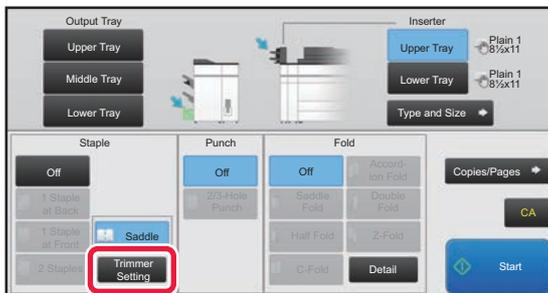 Output Tray
Inserter
Upper Tray
Middle Tray
Lower Tray
Upper Tray
Plain 1
8½x11
Lower Tray
Plain 1
8½x11
Type and Size
Staple
Punch
Fold
Off
1 Staple
at Back
1 Staple
at Front
2 Staples
Saddle
Trimmer
Setting
Off
2/3-Hole
Punch
Off
Accord-
ion Fold
Saddle
Fold
Double
Fold
Half Fold
Z-Fold
C-Fold
Detail
Copies/Pages
CA
Start